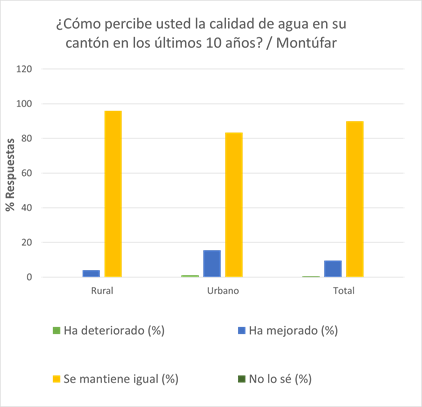 ¿Cómo percibe usted la calidad de agua en su
cantón en los últimos 10 años? / Montúfar
% Respuestas
120
100
80
60
40
20
0
Rural
Urbano
Total
Ha deteriorado (%)
Ha mejorado (%)
Se mantiene igual (%)
No lo sé (%)